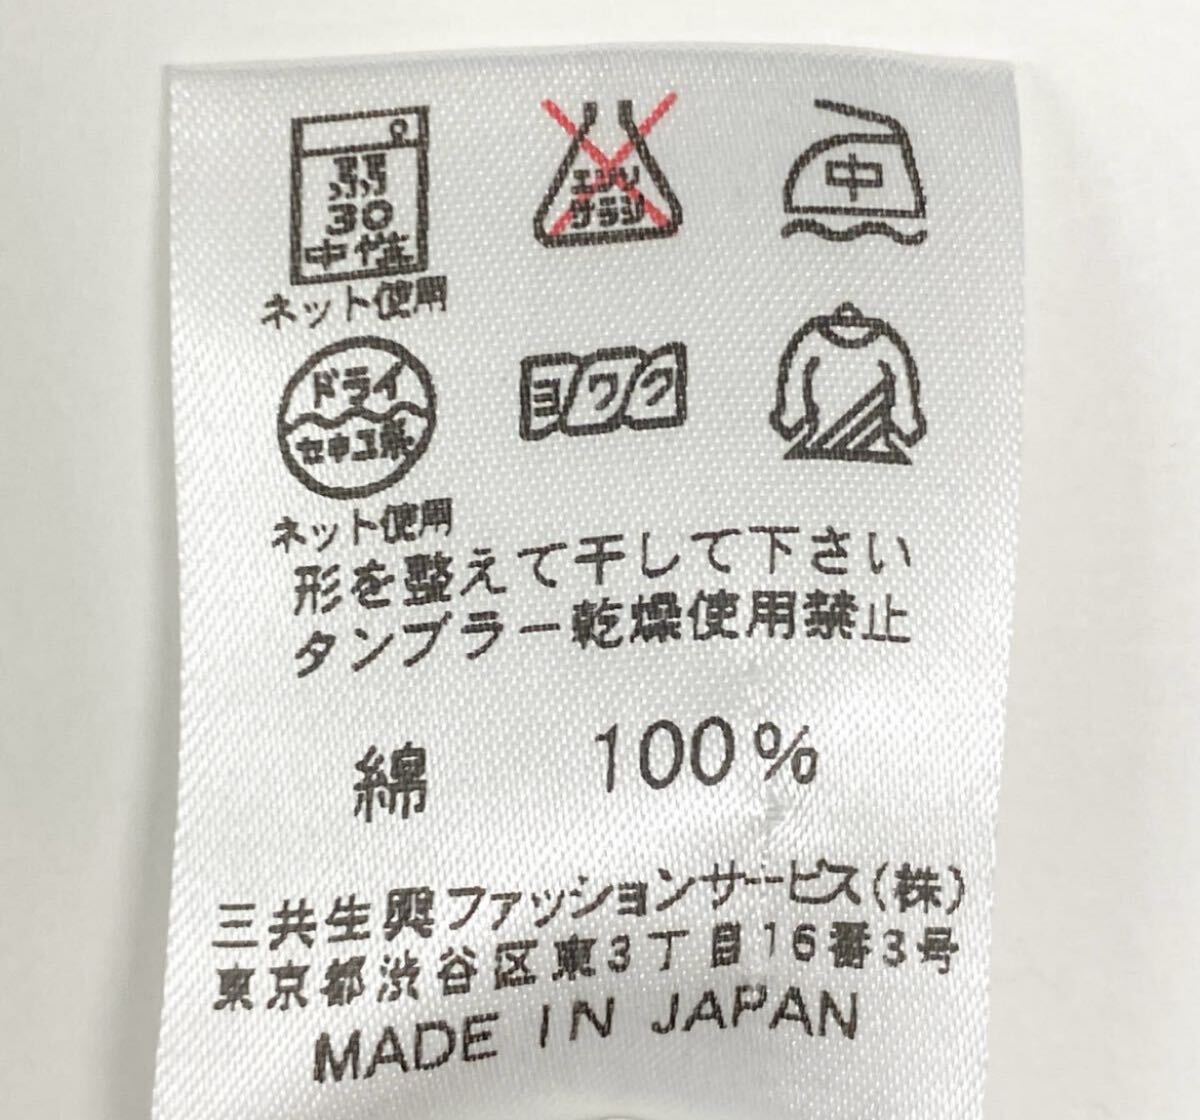 弱
30
中性
ネット使用
エンソ
サラシ
中
ドライ
セキユ系
ネット使用
ヨワク
形を整えて干して下さい
タンブラー乾燥使用禁止
綿 100%
三共生興ファッションサービス(株)
東京都渋谷区東3丁目16番3号
MADE IN JAPAN